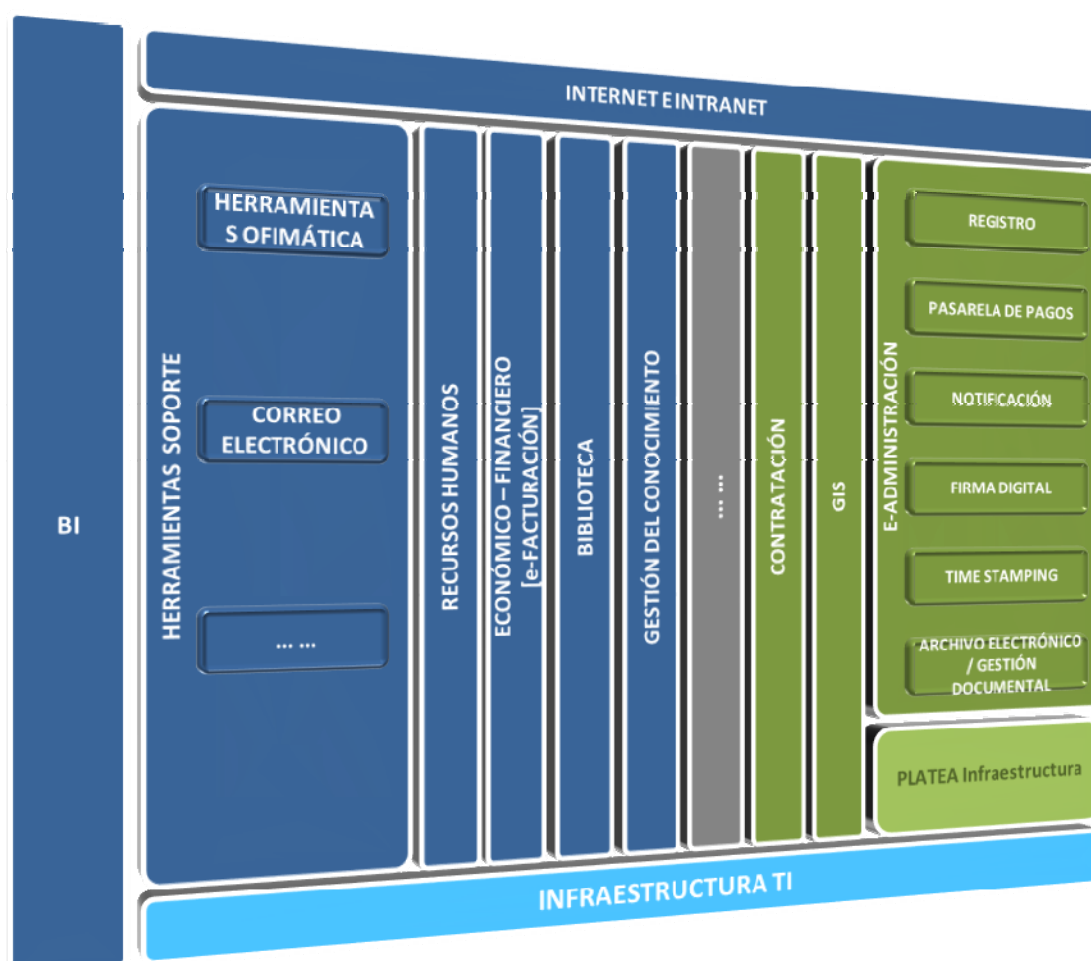 INTERNET E INTRANET
BI
HERRAMIENTAS SOPORTE
HERRAMIENTA
S OFIMÁTICA
CORREO
ELECTRÓNICO
... ...
RECURSOS HUMANOS
ECONÓMICO – FINANCIERO
[e-FACTURACIÓN]
BIBLIOTECA
GESTIÓN DEL CONOCIMIENTO
... ...
CONTRATACIÓN
GIS
E-ADMINISTRACIÓN
REGISTRO
PASARELA DE PAGOS
NOTIFICACIÓN
FIRMA DIGITAL
TIME STAMPING
ARCHIVO ELECTRÓNICO
/ GESTIÓN
DOCUMENTAL
PLATEA Infraestructura
INFRAESTRUCTURA TI